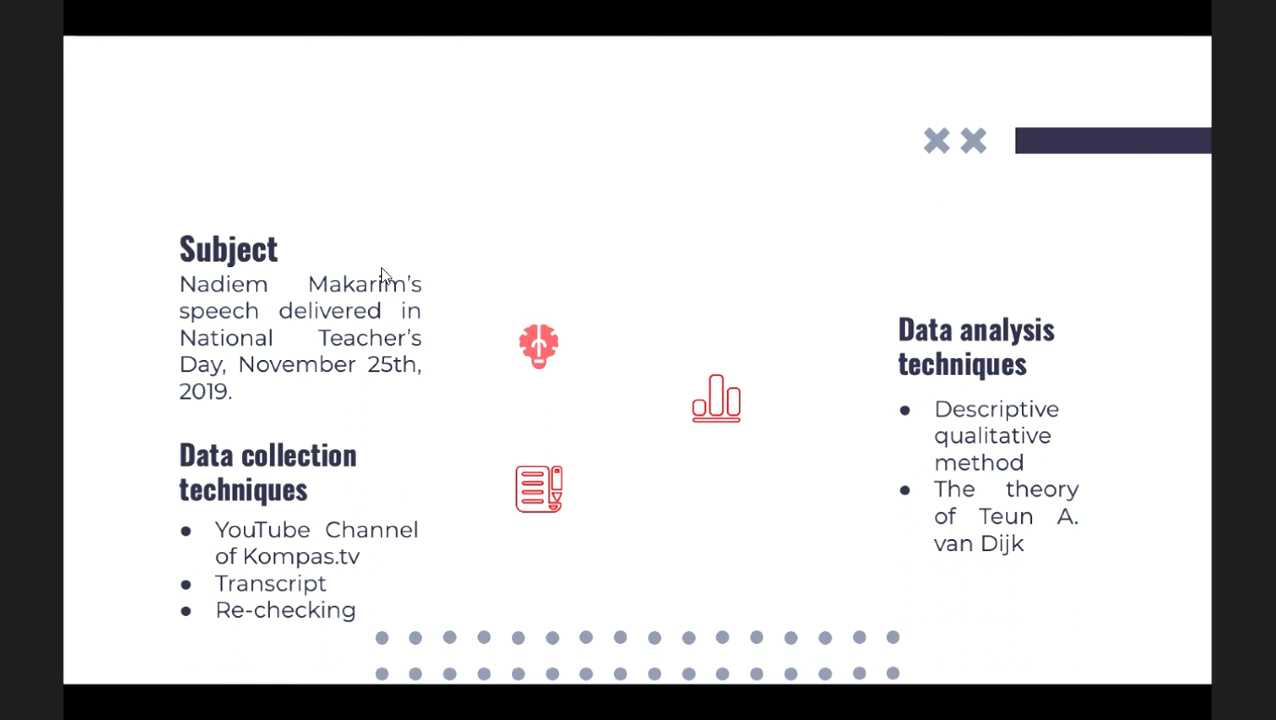 Subject
Nadiem Makarim's
speech delivered in
National Teacher's
Day, November 25th,
2019.
Data collection
techniques
● YouTube Channel
of Kompas.tv
● Transcript
● Re-checking
Data analysis
techniques
● Descriptive
qualitative
method
● The theory
of Teun A.
van Dijk